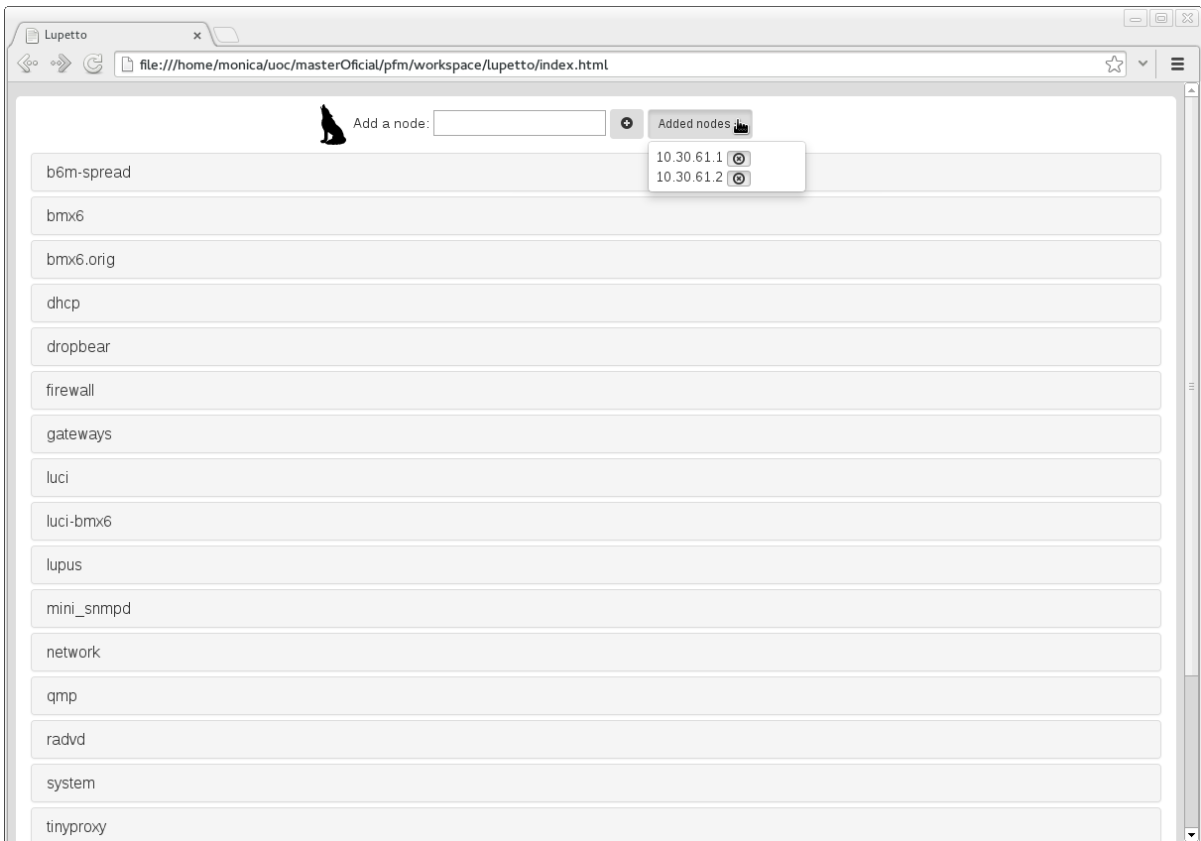 Lupetto
file:///home/monica/uoc/masterOficial/pfm/workspace/lupetto/index.html
Add a node:
Added nodes
10.30.61.1
10.30.61.2
b6m-spread
bmx6
bmx6.orig
dhcp
dropbear
firewall
gateways
luci
luci-bmx6
lupus
mini_snmpd
network
qmp
radvd
system
tinyproxy